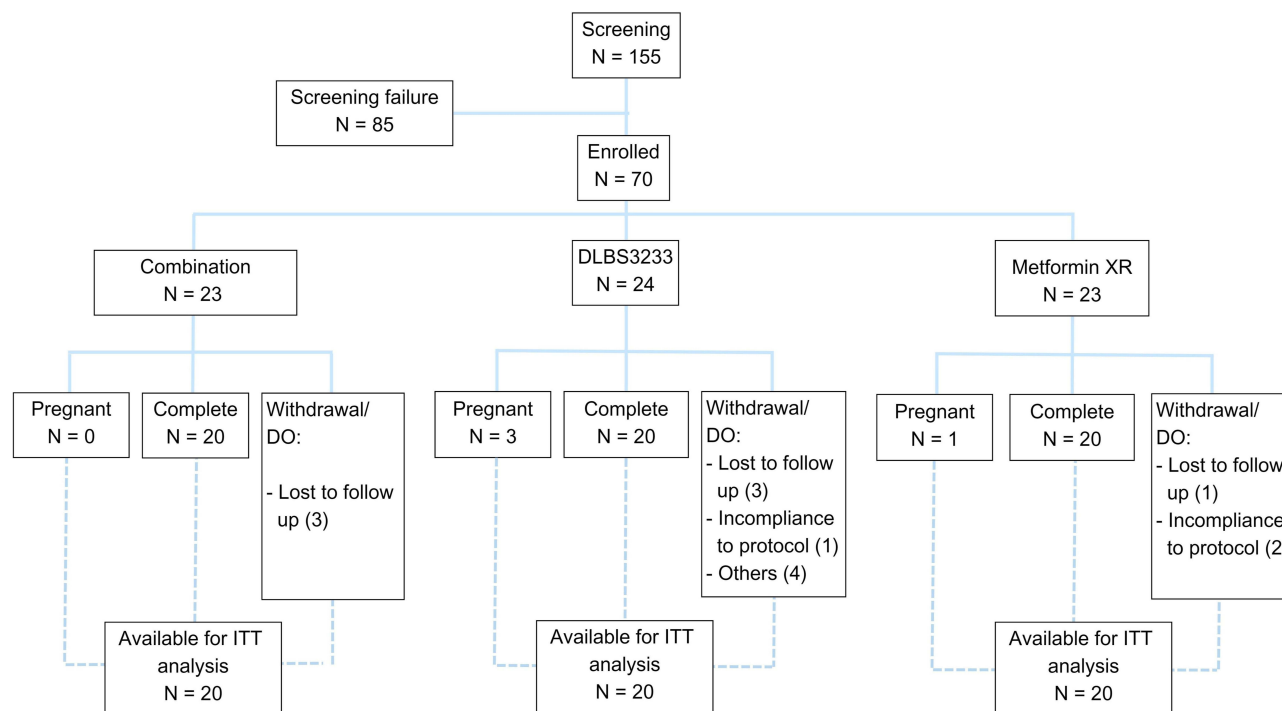 Screening
N = 155
Screening failure
N = 85
Enrolled
N = 70
Combination
N = 23
DLBS3233
N = 24
Metformin XR
N = 23
Pregnant
N = 0
Complete
N = 20
Withdrawal/
DO:
- Lost to follow
up (3)
Pregnant
N = 3
Complete
N = 20
Withdrawal/
DO:
- Lost to follow
up (3)
- Incompliance
to protocol (1)
- Others (4)
Pregnant
N = 1
Complete
N = 20
Withdrawal/
DO:
- Lost to follow
up (1)
- Incompliance
to protocol (2)
Available for ITT
analysis
N = 20
Available for ITT
analysis
N = 20
Available for ITT
analysis
N = 20